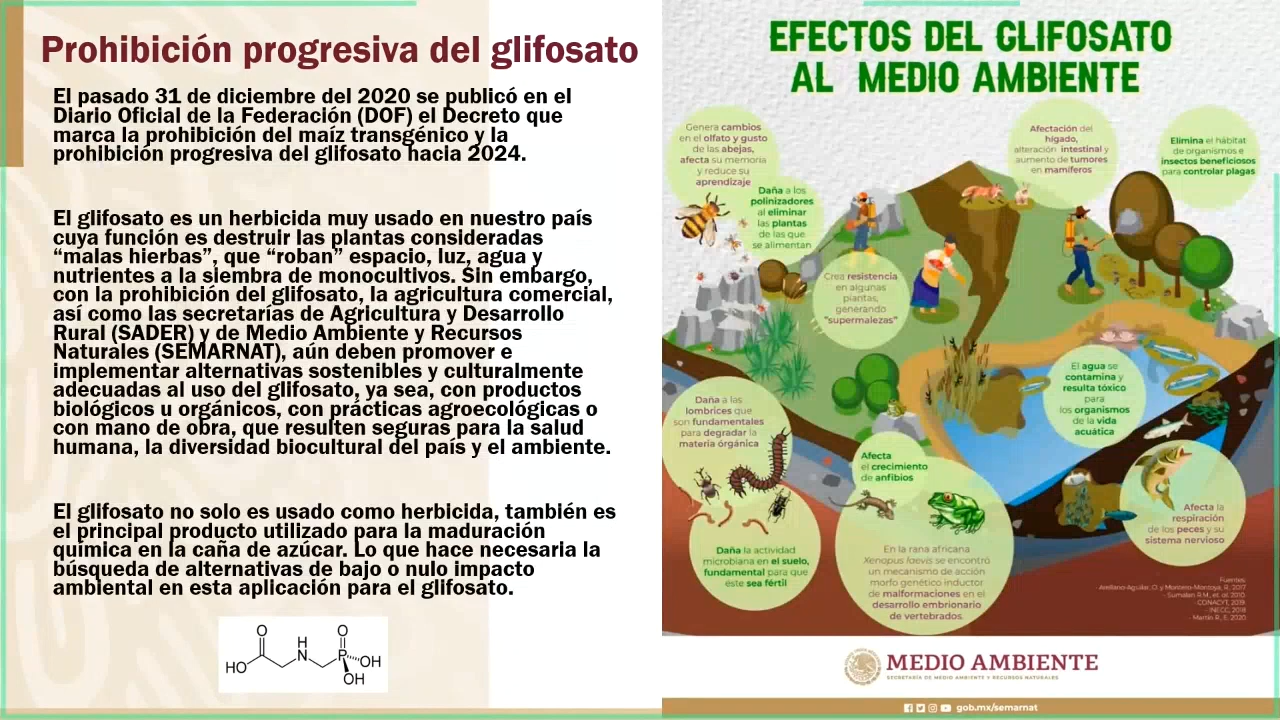 Prohibición progresiva del glifosato
El pasado 31 de diciembre del 2020 se publicó en el
Diario Oficial de la Federación (DOF) el Decreto que
marca la prohibición del maíz transgénico y la
prohibición progresiva del glifosato hacia 2024.
El glifosato es un herbicida muy usado en nuestro país
cuya función es destruir las plantas consideradas
“malas hierbas”, que “roban” espacio, luz, agua y
nutrientes a la siembra de monocultivos. Sin embargo,
con la prohibición del glifosato, la agricultura comercial,
así como las secretarías de Agricultura y Desarrollo
Rural (SADER) y de Medio Ambiente y Recursos
Naturales (SEMARNAT), aún deben promover e
implementar alternativas sostenibles y culturalmente
adecuadas al uso del glifosato, ya sea, con productos
biológicos u orgánicos, con prácticas agroecológicas o
con mano de obra, que resulten seguras para la salud
humana, la diversidad biocultural del país y el ambiente.
El glifosato no solo es usado como herbicida, también es
el principal producto utilizado para la maduración
química en la caña de azúcar. Lo que hace necesaria la
búsqueda de alternativas de bajo o nulo impacto
ambiental en esta aplicación para el glifosato.
O
O
H
HO
N
P
OH
OH
EFECTOS DEL GLIFOSATO
AL MEDIO AMBIENTE
Genera cambios
en el olfato y gusto
de las abejas,
afecta su memoria
y reduce su
aprendizaje
Daña a los
polinizadores
al eliminar
las plantas
de las que
se alimentan
Afectación del
hígado,
alteración intestinal y
aumento de tumores
en mamíferos
Elimina el hábitat
de organismos e
insectos beneficiosos
para controlar plagas
Crea resistencia
en algunas
plantas,
generando
"supermalezas"
El agua se
contamina y
resulta tóxico
para
los organismos
de la vida
acuática
Daña a las
lombrices que
son fundamentales
para degradar la
materia orgánica
Afecta
el crecimiento
de anfibios
Afecta la
respiración
de los peces y su
sistema nervioso
Daña la actividad
microbiana en el suelo,
fundamental para que
éste sea fértil
En la rana africana
Xenopus laevis se encontró
un mecanismo de acción
morfo genético inductor
de malformaciones en el
desarrollo embrionario
de vertebrados.
Fuentes:
- Arellano-Aguilar, O. y Montero-Montoya, R., 2017
- Sumalan R.M., et. al. 2010.
- CONACYT, 2019.
- INECC, 2018
- Martín R., E., 2020
MEDIO AMBIENTE
SECRETARÍA DE MEDIO AMBIENTE Y RECURSOS NATURALES
gob.mx/semarnat